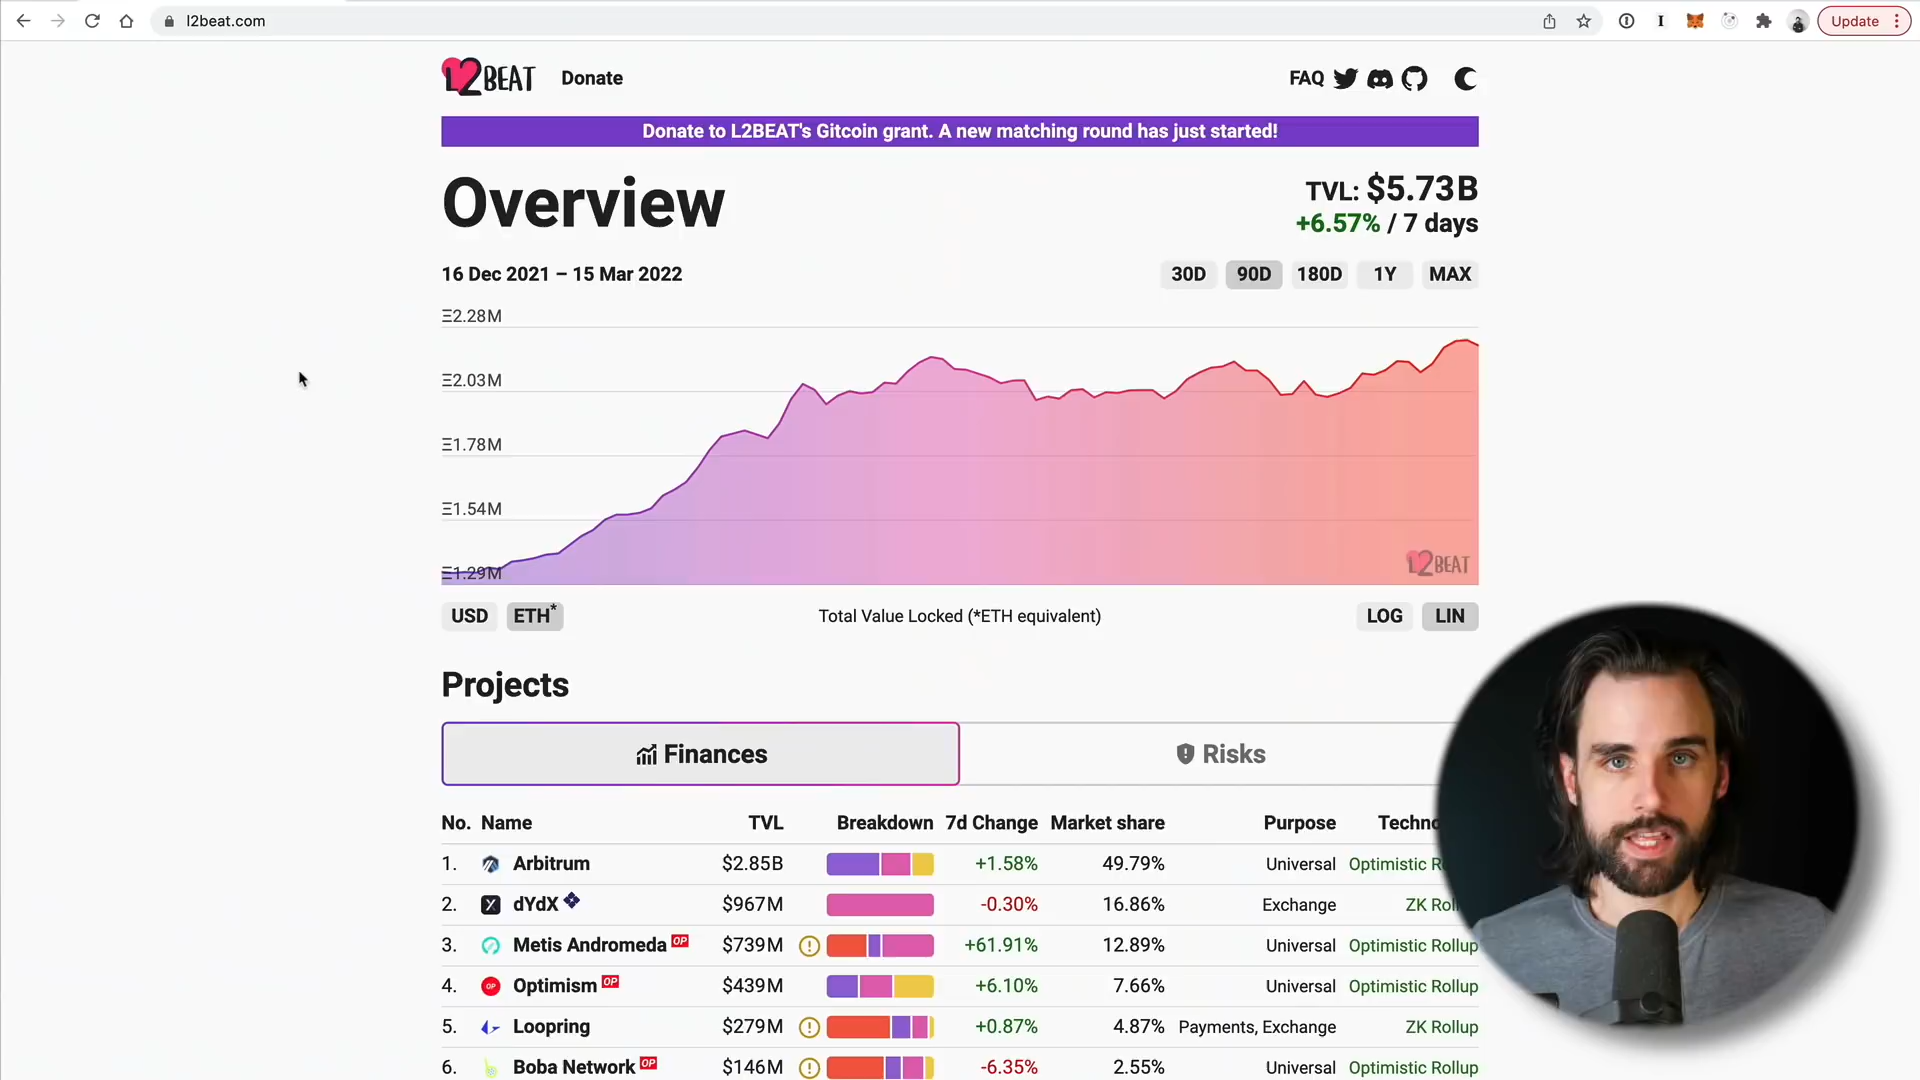 l2beat.com
Update
L2BEAT Donate
FAQ
Donate to L2BEAT's Gitcoin grant. A new matching round has just started!
Overview
TVL: $5.73B
+6.57% / 7 days
16 Dec 2021 – 15 Mar 2022
30D 90D 180D 1Y MAX
Ξ2.28M
Ξ2.03M
Ξ1.78M
Ξ1.54M
Ξ1.29M
L2BEAT
USD ETH* Total Value Locked (*ETH equivalent) LOG LIN
Projects
Finances Risks
No. Name TVL Breakdown 7d Change Market share Purpose Techno
1. Arbitrum $2.85B +1.58% 49.79% Universal Optimistic Ro
2. dYdX $967M -0.30% 16.86% Exchange ZK Roll
3. Metis Andromeda OP $739M +61.91% 12.89% Universal Optimistic Rollup
4. OP Optimism OP $439M +6.10% 7.66% Universal Optimistic Rollup
5. Loopring $279M +0.87% 4.87% Payments, Exchange ZK Rollup
6. Boba Network OP $146M -6.35% 2.55% Universal Optimistic Rollup